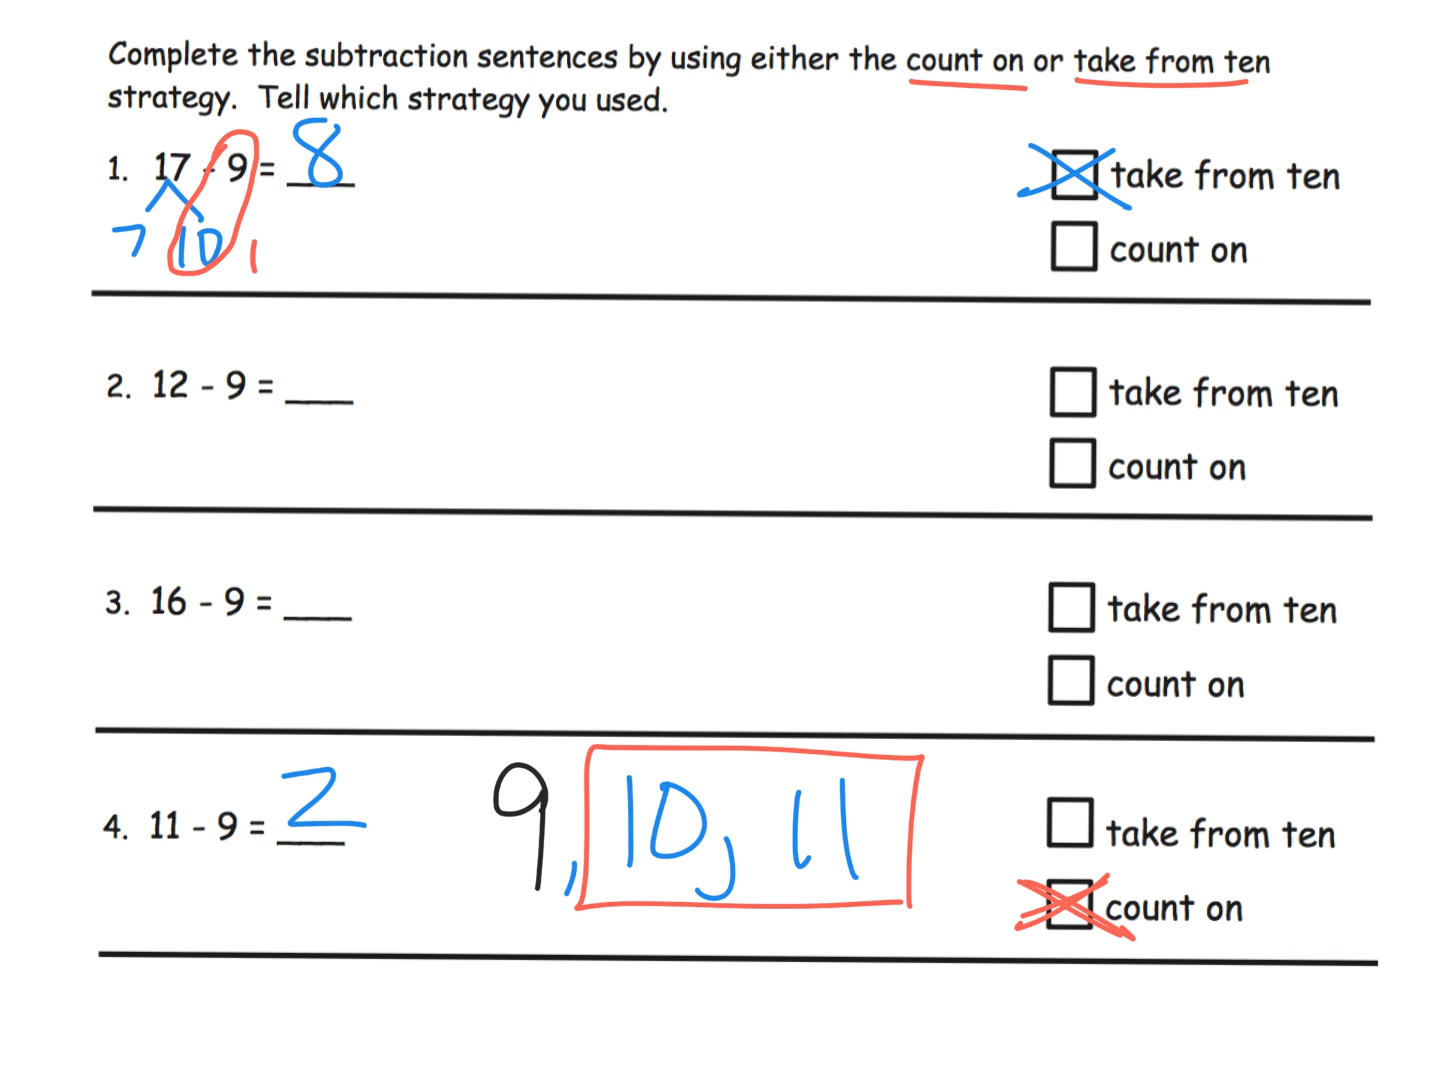 Complete the subtraction sentences by using either the count on or take from ten
strategy. Tell which strategy you used.
1. 17 - 9 = 8
take from ten
7 10 1
count on
2. 12 - 9 = ___
take from ten
count on
3. 16 - 9 = ___
take from ten
count on
4. 11 - 9 = 2
9, 10, 11
take from ten
count on